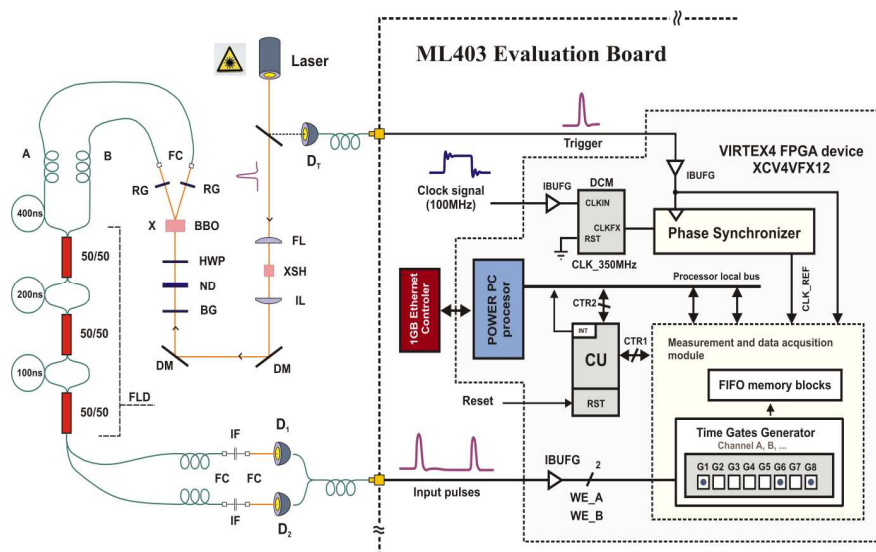 Laser
ML403 Evaluation Board
A
B
FC
RG
RG
D_T
Trigger
VIRTEX4 FPGA device
XCV4VFX12
IBUFG
Clock signal
(100MHz)
IBUFG
DCM
CLKIN
CLKFX
RST
CLK_350MHz
Phase Synchronizer
400ns
X
BBO
FL
50/50
HWP
XSH
200ns
ND
IL
50/50
BG
DM
DM
100ns
50/50
FLD
1GB Ethernet
Controler
POWER PC
procesor
Processor local bus
CLK_REF
CTR2
INT
CU
CTR1
RST
Reset
Measurement and data acqusition
module
FIFO memory blocks
Time Gates Generator
Channel A, B, ...
G1 G2 G3 G4 G5 G6 G7 G8
IF
D1
FC
FC
IF
D2
Input pulses
IBUFG
2
WE_A
WE_B